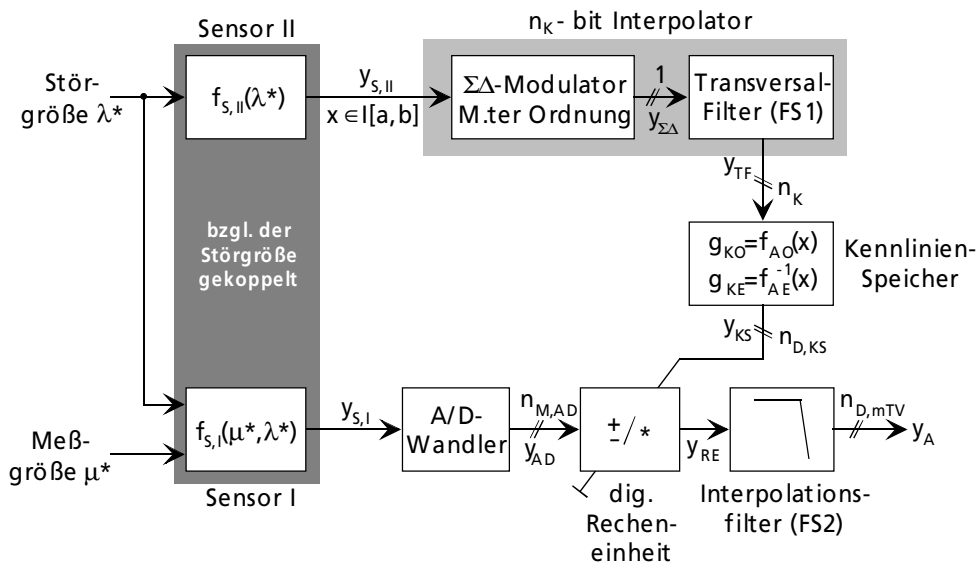 Sensor II
n_K- bit Interpolator
Stör-
größe λ*
f_S,II(λ*)
y_S,II
x ∈ I[a, b]
ΣΔ-Modulator
M.ter Ordnung
1
y_ΣΔ
Transversal-
Filter (FS1)
y_TF
n_K
bzgl. der
Störgröße
gekoppelt
g_KO=f_AO(x)
g_KE=f_AE^-1(x)
Kennlinien-
Speicher
y_KS
n_D,KS
Meß-
größe μ*
f_S,I(μ*,λ*)
Sensor I
y_S,I
A/D-
Wandler
n_M,AD
y_AD
±/*
y_RE
n_D,mTV
y_A
dig.
Rechen-
einheit
Interpolations-
filter (FS2)